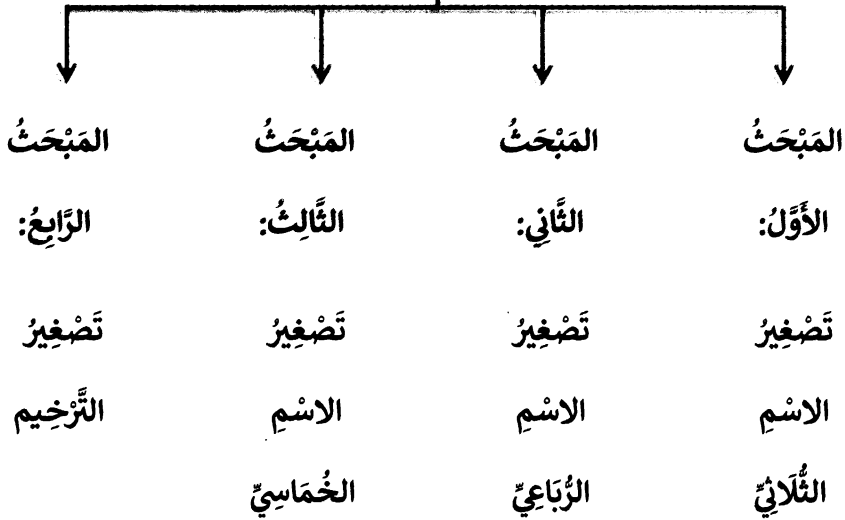 المَبْحَثُ
الأَوَّلُ:
تَصْغِيرُ
الاسْمِ
الثُّلَاثِيِّ
المَبْحَثُ
الثَّانِي:
تَصْغِيرُ
الاسْمِ
الرُّبَاعِيِّ
المَبْحَثُ
الثَّالِثُ:
تَصْغِيرُ
الاسْمِ
الخُمَاسِيِّ
المَبْحَثُ
الرَّابِعُ:
تَصْغِيرُ
التَّرْخِيم